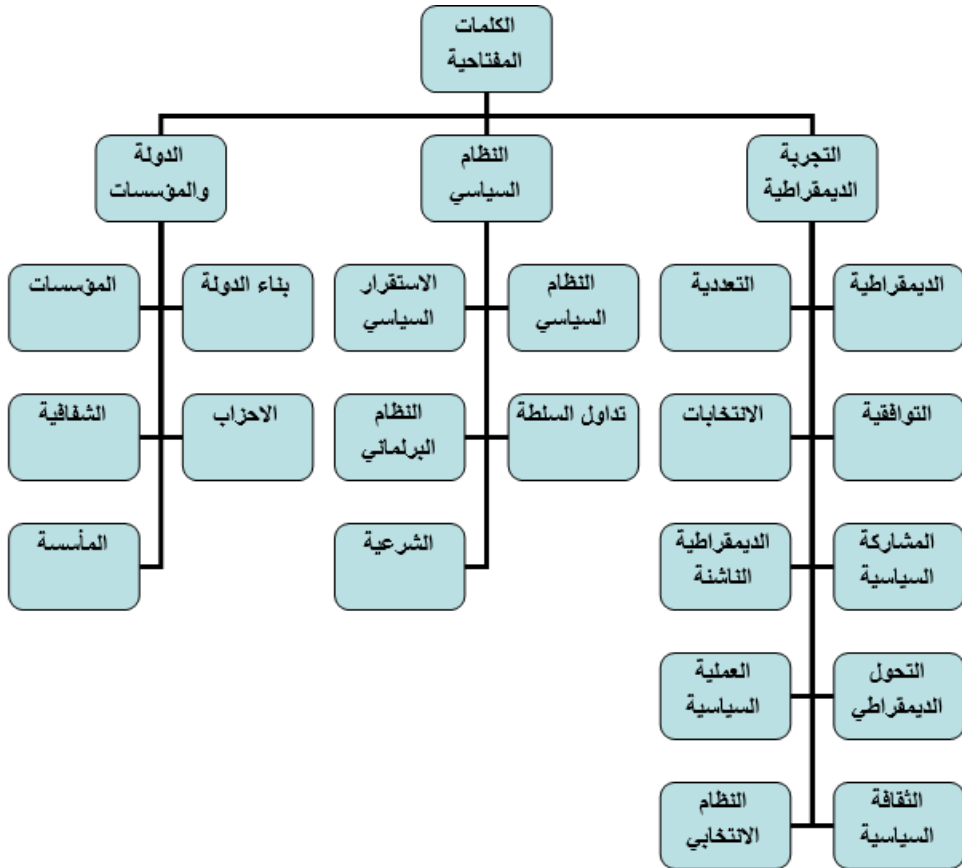 الكلمات
المفتاحية
التجربة
الديمقراطية
النظام
السياسي
الدولة
والمؤسسات
الديمقراطية
التعددية
النظام
السياسي
الاستقرار
السياسي
بناء الدولة
المؤسسات
التوافقية
الانتخابات
تداول السلطة
النظام
البرلماني
الاحزاب
الشفافية
المشاركة
السياسية
الديمقراطية
الناشئة
الشرعية
المأسسة
التحول
الديمقراطي
العملية
السياسية
الثقافة
السياسية
النظام
الانتخابي